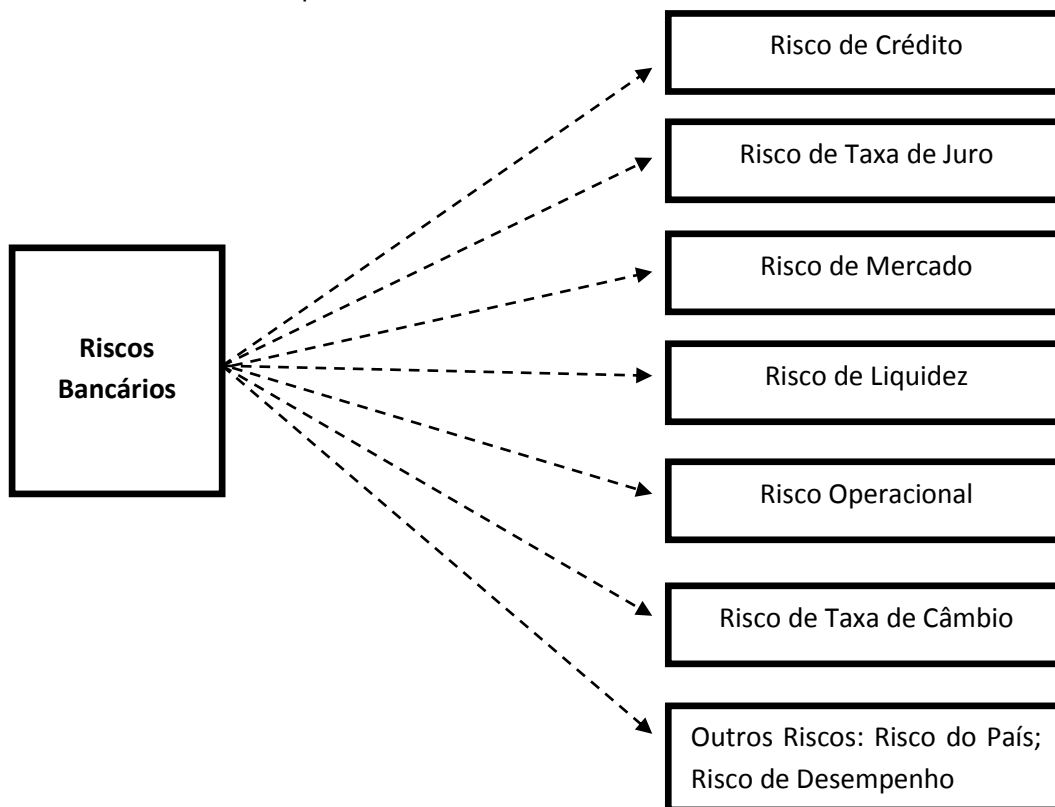 Risco de Crédito
Risco de Taxa de Juro
Risco de Mercado
Riscos
Bancários
Risco de Liquidez
Risco Operacional
Risco de Taxa de Câmbio
Outros Riscos: Risco do País;
Risco de Desempenho